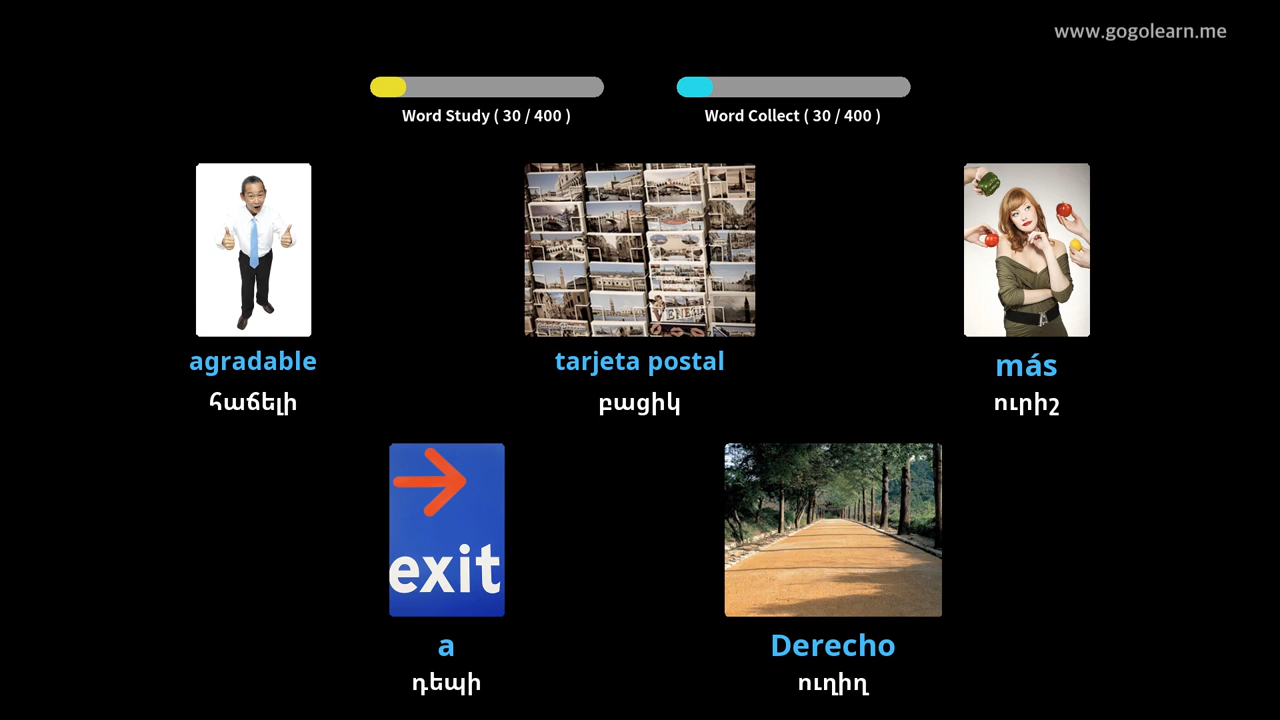 www.gogolearn.me
Word Study ( 30 / 400 )
Word Collect ( 30 / 400 )
agradable
հաճելի
tarjeta postal
բացիկ
más
ուրիշ
exit
a
դեպի
Derecho
ուղիղ